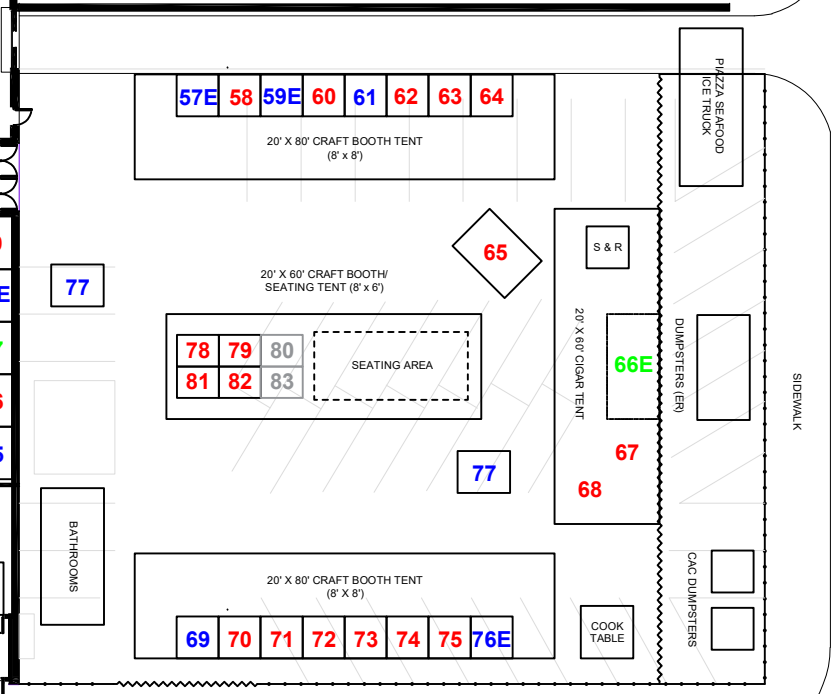 PIAZZA SEAFOOD
ICE TRUCK
57E 58 59E 60 61 62 63 64
20' X 80' CRAFT BOOTH TENT
(8' x 8')
65
S & R
77
20' X 60' CRAFT BOOTH/
SEATING TENT (8' x 6')
78 79 80
81 82 83
SEATING AREA
20' X 60' CIGAR TENT
66E
DUMPSTERS (ER)
SIDEWALK
67
68
77
BATHROOMS
20' X 80' CRAFT BOOTH TENT
(8' X 8')
69 70 71 72 73 74 75 76E
COOK
TABLE
CAC DUMPSTERS